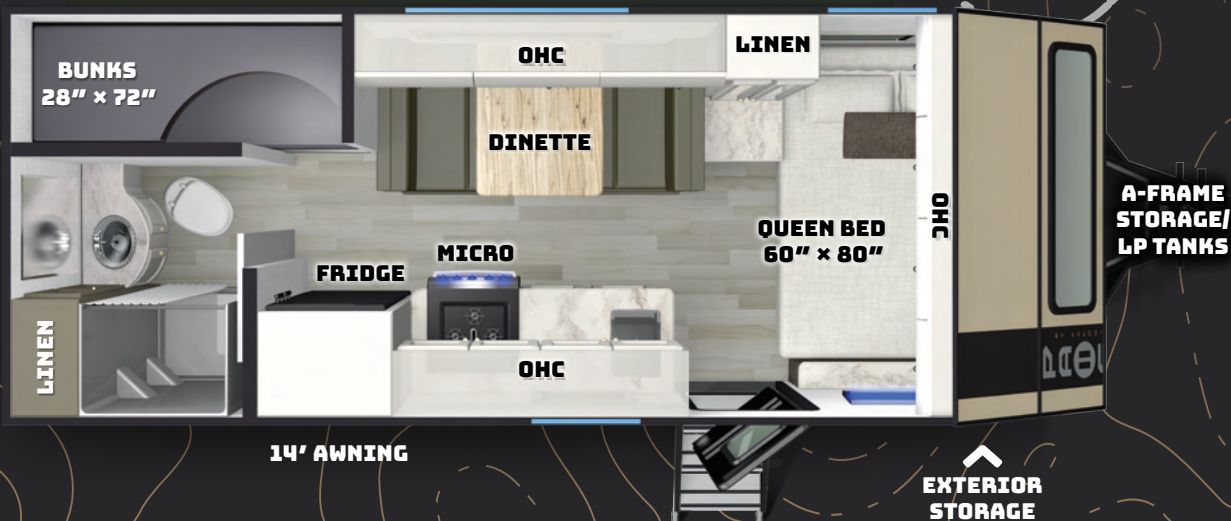 BUNKS
28" × 72"
OHC
LINEN
DINETTE
QUEEN BED
60" × 80"
OHC
A-FRAME
STORAGE/
LP TANKS
MICRO
FRIDGE
LINEN
OHC
14' AWNING
EXTERIOR
STORAGE